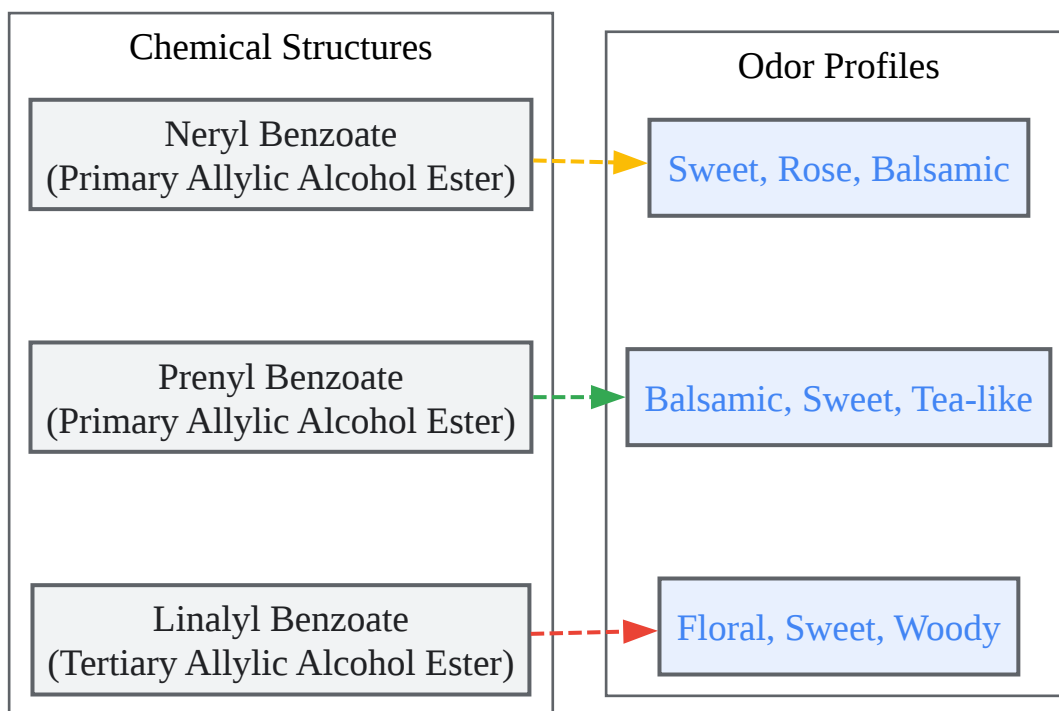 Chemical Structures
Odor Profiles
Neryl Benzoate
(Primary Allylic Alcohol Ester)
Sweet, Rose, Balsamic
Prenyl Benzoate
(Primary Allylic Alcohol Ester)
Balsamic, Sweet, Tea-like
Linalyl Benzoate
(Tertiary Allylic Alcohol Ester)
Floral, Sweet, Woody